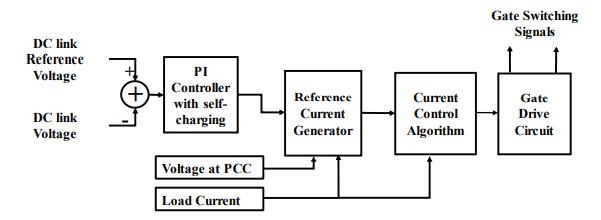 Gate Switching
Signals
DC link
Reference
Voltage
+
+
-
DC link
Voltage
PI
Controller
with self-
charging
Reference
Current
Generator
Current
Control
Algorithm
Gate
Drive
Circuit
Voltage at PCC
Load Current